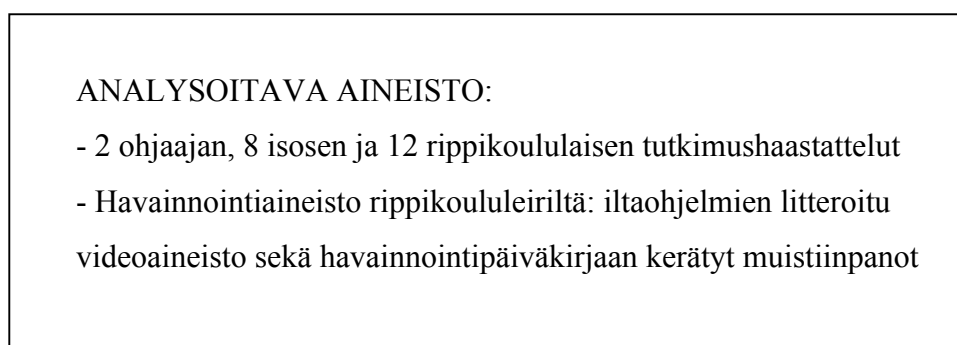 ANALYSOITAVA AINEISTO:
- 2 ohjaajan, 8 isosen ja 12 rippikoululaisen tutkimushaastattelut
- Havainnointiaineisto rippikoululeiriltä: iltaohjelmien litteroitu
videoaineisto sekä havainnointipäiväkirjaan kerätyt muistiinpanot